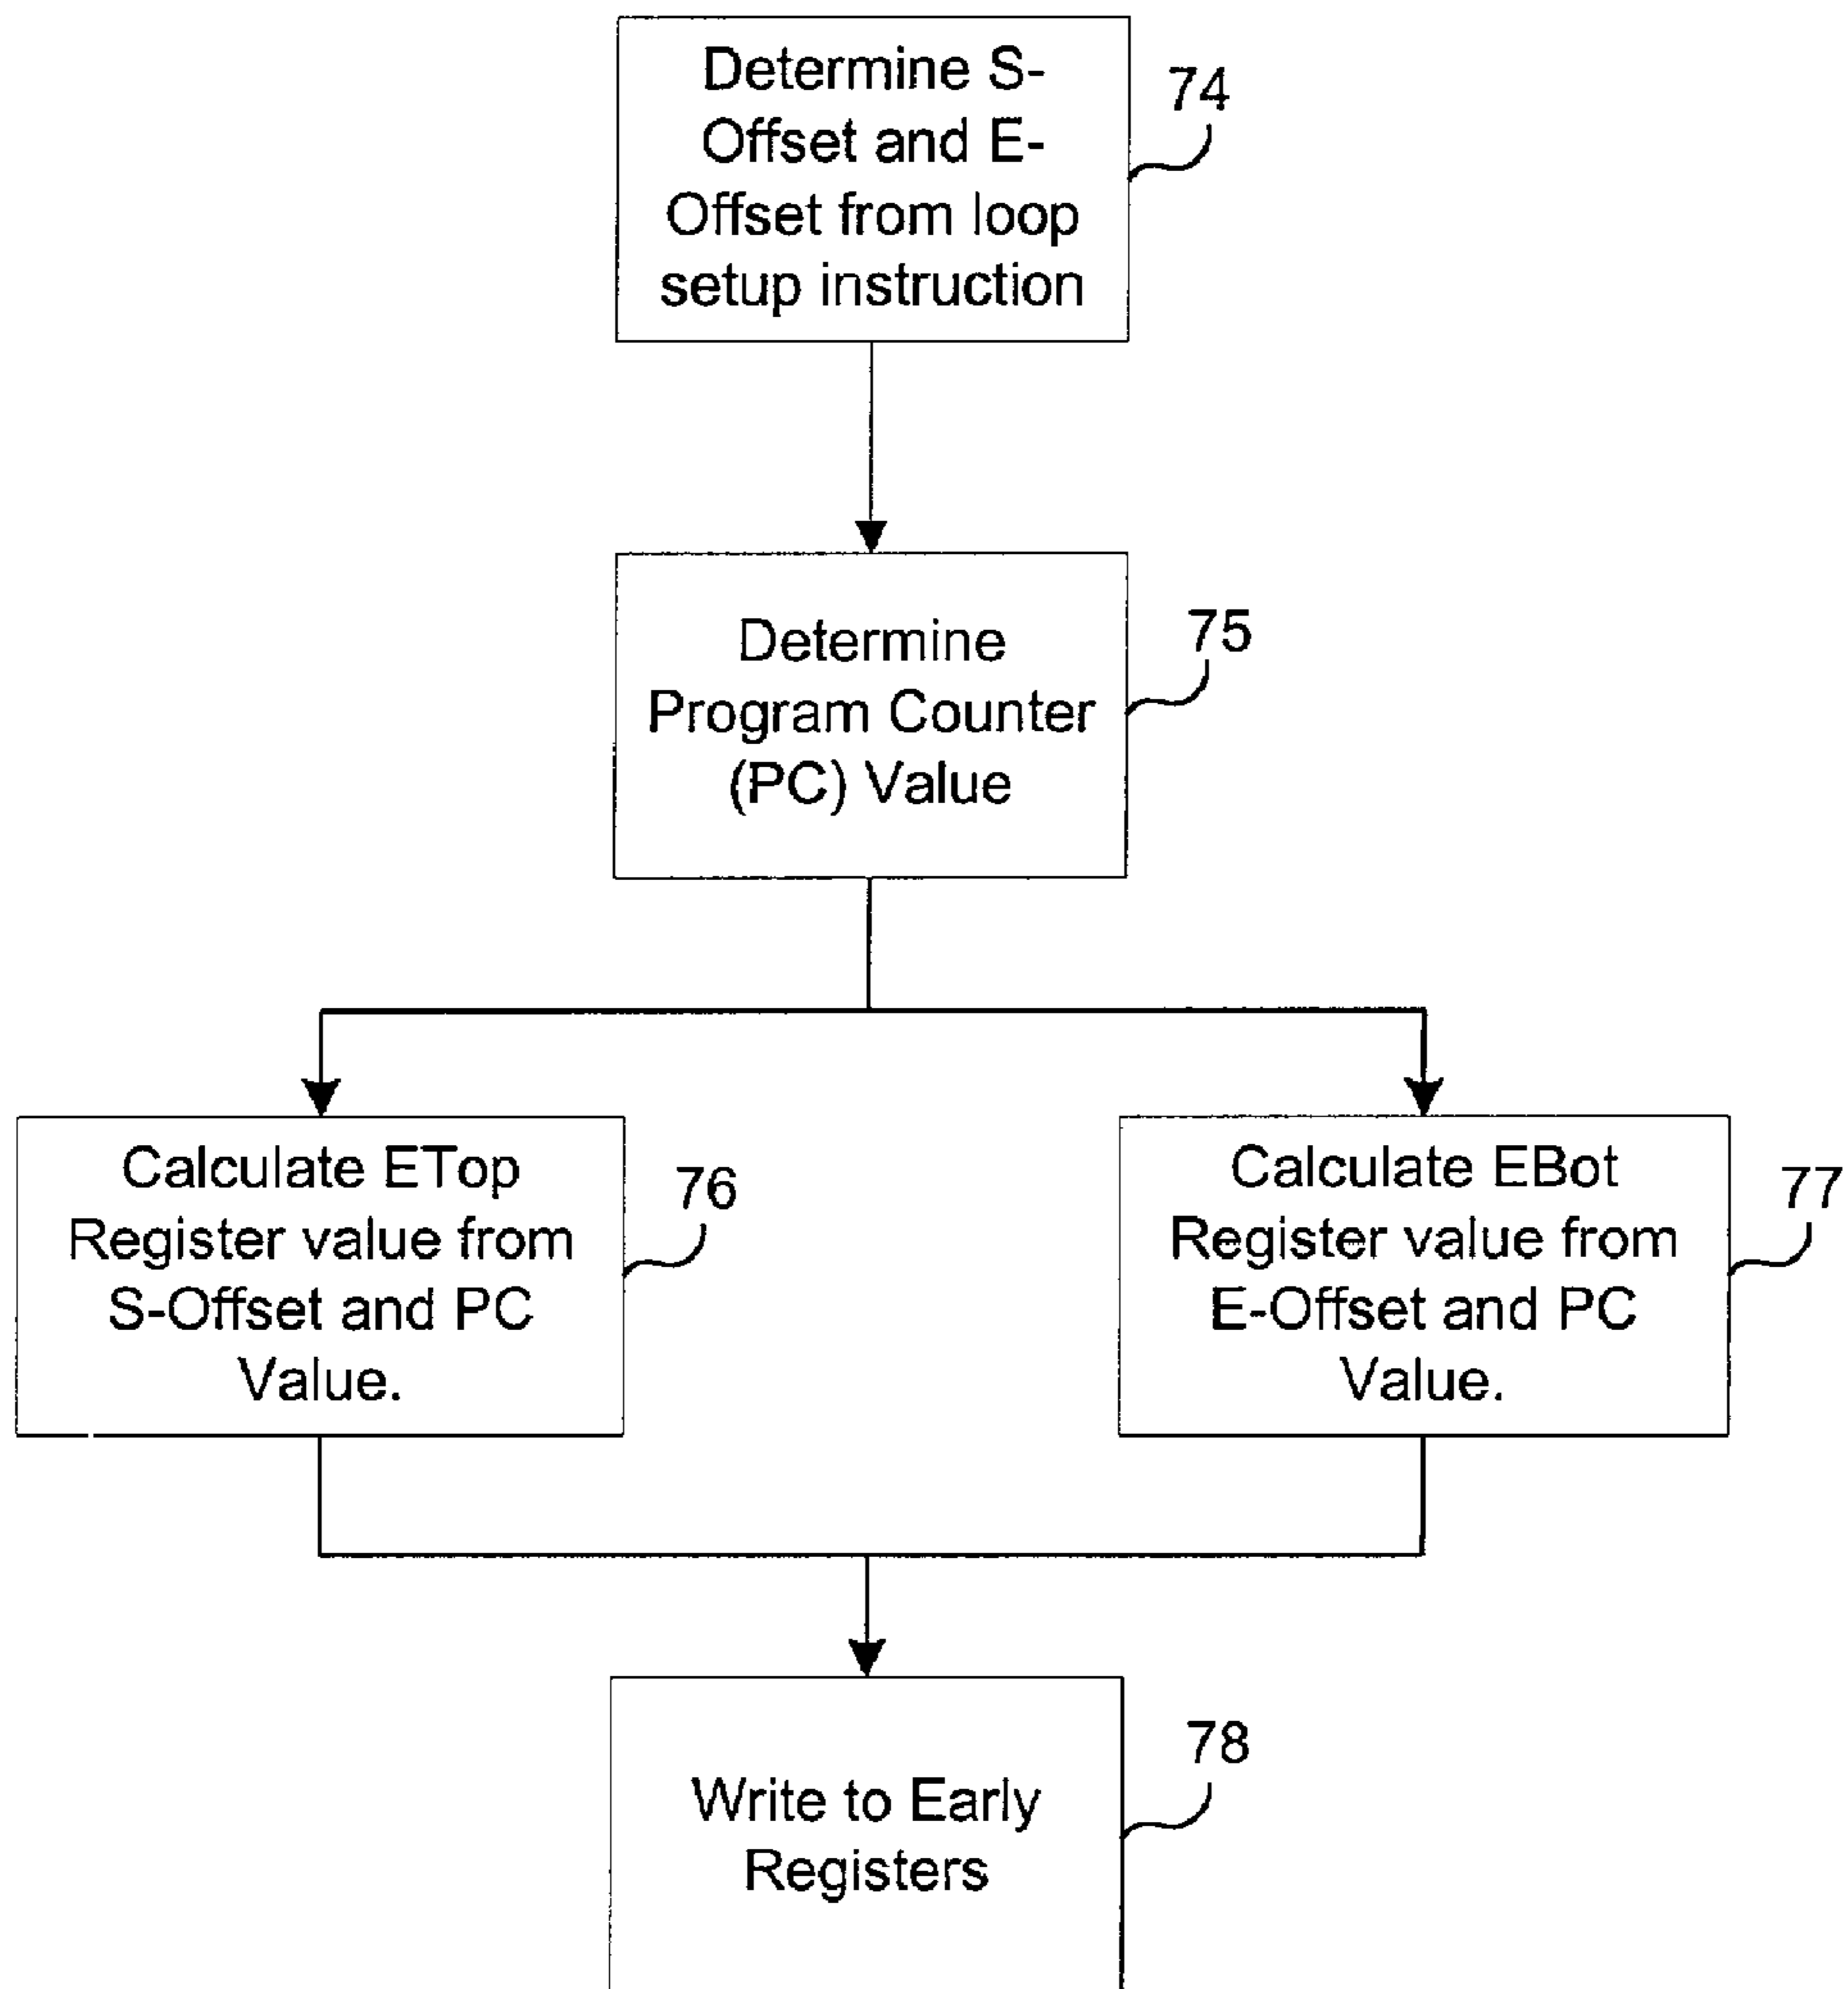 Determine S-
Offset and E-
Offset from loop
setup instruction
74
Determine
Program Counter
(PC) Value
75
Calculate ETop
Register value from
S-Offset and PC
Value.
76
Calculate EBot
Register value from
E-Offset and PC
Value.
77
Write to Early
Registers
78